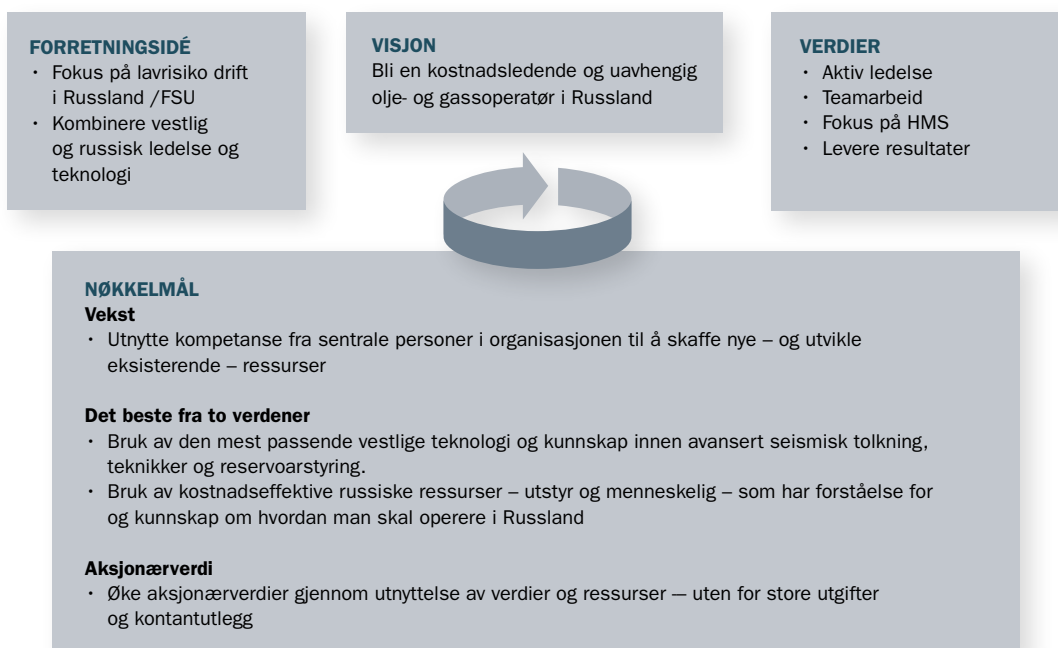 FORRETNINGSIDÉ
· Fokus på lavrisiko drift
i Russland /FSU
· Kombinere vestlig
og russisk ledelse og
teknologi
VISJON
Bli en kostnadsledende og uavhengig
olje- og gassoperatør i Russland
VERDIER
· Aktiv ledelse
· Teamarbeid
· Fokus på HMS
· Levere resultater
NØKKELMÅL
Vekst
· Utnytte kompetanse fra sentrale personer i organisasjonen til å skaffe nye – og utvikle
eksisterende – ressurser
Det beste fra to verdener
· Bruk av den mest passende vestlige teknologi og kunnskap innen avansert seismisk tolkning,
teknikker og reservoarstyring.
· Bruk av kostnadseffektive russiske ressurser – utstyr og menneskelig – som har forståelse for
og kunnskap om hvordan man skal operere i Russland
Aksjonærverdi
· Øke aksjonærverdier gjennom utnyttelse av verdier og ressurser — uten for store utgifter
og kontantutlegg